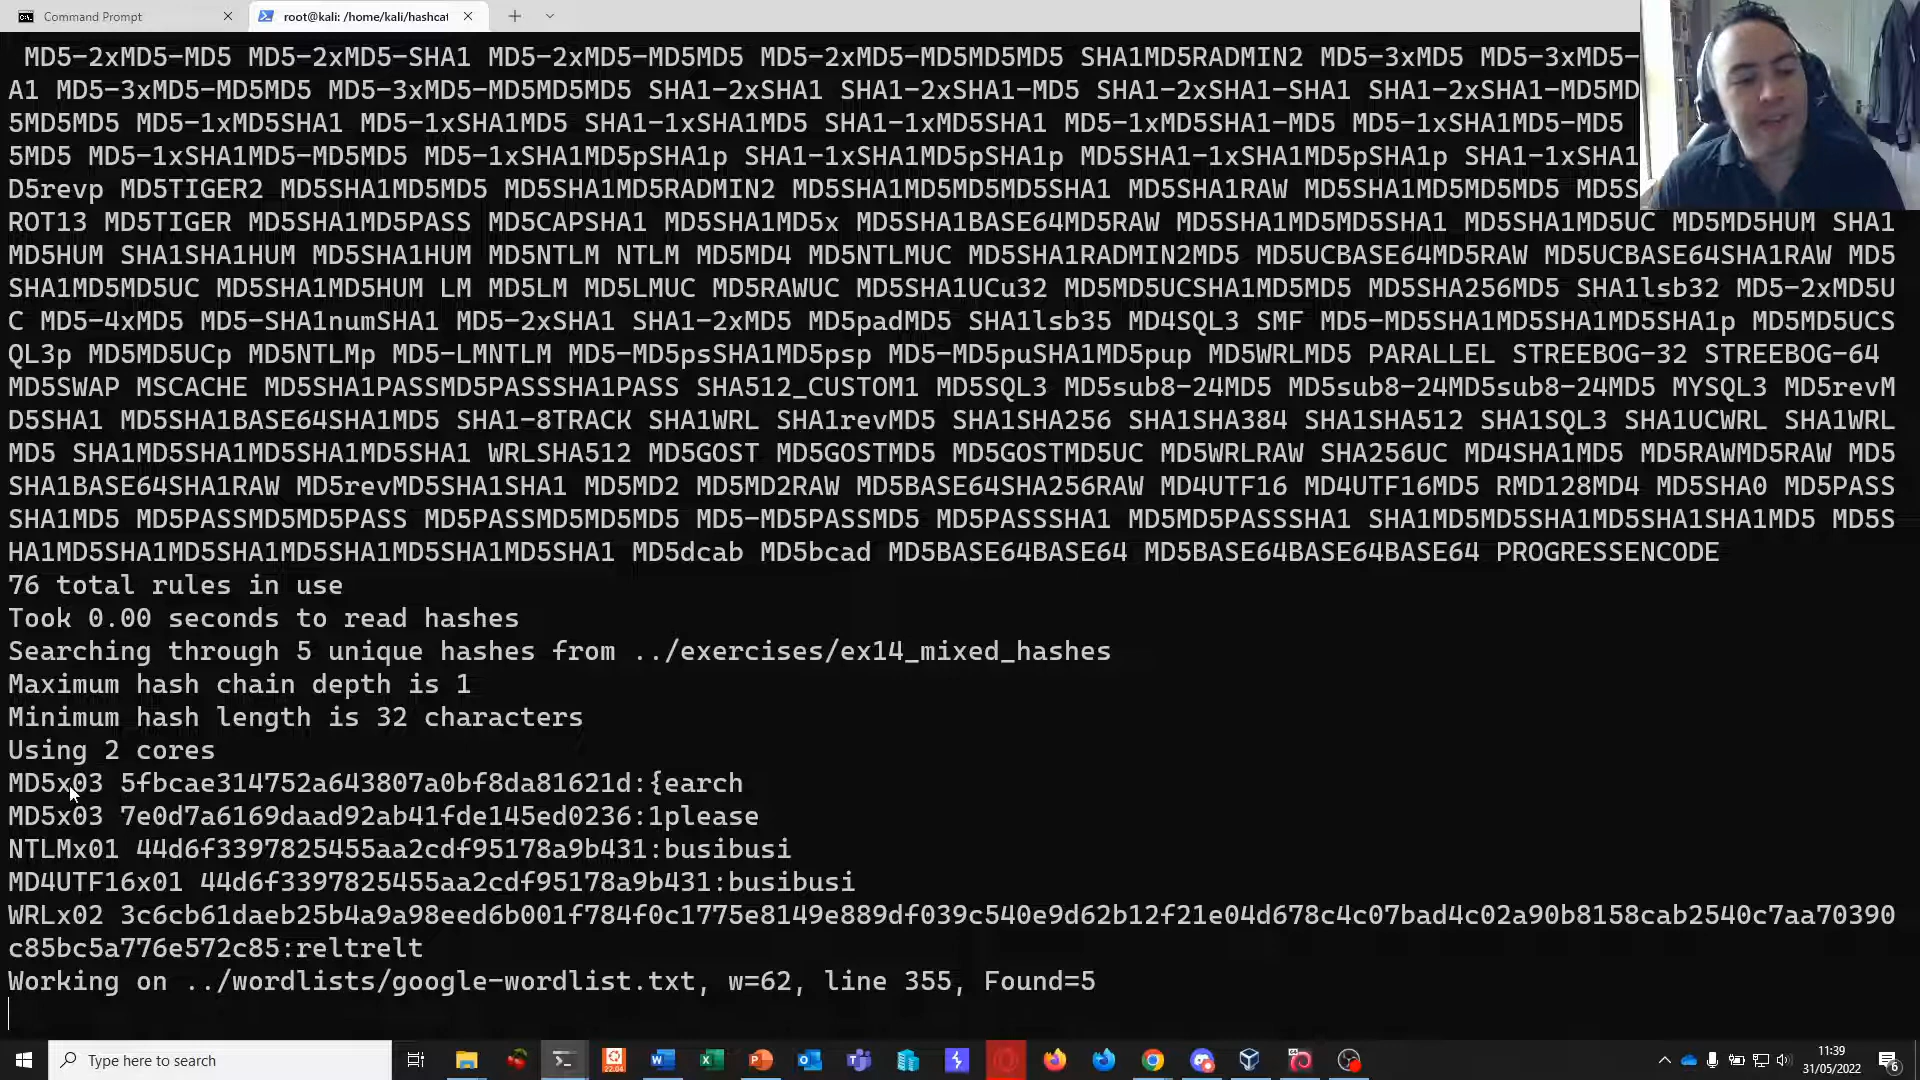 Command Prompt
root@kali: /home/kali/hashcat
MD5-2xMD5-MD5 MD5-2xMD5-SHA1 MD5-2xMD5-MD5MD5 MD5-2xMD5-MD5MD5MD5 SHA1MD5RADMIN2 MD5-3xMD5 MD5-3xMD5-
A1 MD5-3xMD5-MD5MD5 MD5-3xMD5-MD5MD5MD5 SHA1-2xSHA1 SHA1-2xSHA1-MD5 SHA1-2xSHA1-SHA1 SHA1-2xSHA1-MD5MD
5MD5MD5 MD5-1xMD5SHA1 MD5-1xSHA1MD5 SHA1-1xSHA1MD5 SHA1-1xMD5SHA1 MD5-1xMD5SHA1-MD5 MD5-1xSHA1MD5-MD5
5MD5 MD5-1xSHA1MD5-MD5MD5 MD5-1xSHA1MD5pSHA1p SHA1-1xSHA1MD5pSHA1p MD5SHA1-1xSHA1MD5pSHA1p SHA1-1xSHA1
D5revp MD5TIGER2 MD5SHA1MD5MD5 MD5SHA1MD5RADMIN2 MD5SHA1MD5MD5MD5SHA1 MD5SHA1RAW MD5SHA1MD5MD5MD5 MD5S
ROT13 MD5TIGER MD5SHA1MD5PASS MD5CAPSHA1 MD5SHA1MD5x MD5SHA1BASE64MD5RAW MD5SHA1MD5MD5SHA1 MD5SHA1MD5UC MD5MD5HUM SHA1
MD5HUM SHA1SHA1HUM MD5SHA1HUM MD5NTLM NTLM MD5MD4 MD5NTLMUC MD5SHA1RADMIN2MD5 MD5UCBASE64MD5RAW MD5UCBASE64SHA1RAW MD5
SHA1MD5MD5UC MD5SHA1MD5HUM LM MD5LM MD5LMUC MD5RAWUC MD5SHA1UCu32 MD5MD5UCSHA1MD5MD5 MD5SHA256MD5 SHA1lsb32 MD5-2xMD5U
C MD5-4xMD5 MD5-SHA1numSHA1 MD5-2xSHA1 SHA1-2xMD5 MD5padMD5 SHA1lsb35 MD4SQL3 SMF MD5-MD5SHA1MD5SHA1MD5SHA1p MD5MD5UCS
QL3p MD5MD5UCp MD5NTLMp MD5-LMNTLM MD5-MD5psSHA1MD5psp MD5-MD5puSHA1MD5pup MD5WRLMD5 PARALLEL STREEBOG-32 STREEBOG-64
MD5SWAP MSCACHE MD5SHA1PASSMD5PASSSHA1PASS SHA512_CUSTOM1 MD5SQL3 MD5sub8-24MD5 MD5sub8-24MD5sub8-24MD5 MYSQL3 MD5revM
D5SHA1 MD5SHA1BASE64SHA1MD5 SHA1-8TRACK SHA1WRL SHA1revMD5 SHA1SHA256 SHA1SHA384 SHA1SHA512 SHA1SQL3 SHA1UCWRL SHA1WRL
MD5 SHA1MD5SHA1MD5SHA1MD5SHA1 WRLSHA512 MD5GOST MD5GOSTMD5 MD5GOSTMD5UC MD5WRLRAW SHA256UC MD4SHA1MD5 MD5RAWMD5RAW MD5
SHA1BASE64SHA1RAW MD5revMD5SHA1SHA1 MD5MD2 MD5MD2RAW MD5BASE64SHA256RAW MD4UTF16 MD4UTF16MD5 RMD128MD4 MD5SHA0 MD5PASS
SHA1MD5 MD5PASSMD5MD5PASS MD5PASSMD5MD5MD5 MD5-MD5PASSMD5 MD5PASSSHA1 MD5MD5PASSSHA1 SHA1MD5MD5SHA1MD5SHA1SHA1MD5 MD5S
HA1MD5SHA1MD5SHA1MD5SHA1MD5SHA1MD5SHA1 MD5dcab MD5bcad MD5BASE64BASE64 MD5BASE64BASE64BASE64 PROGRESSENCODE
76 total rules in use
Took 0.00 seconds to read hashes
Searching through 5 unique hashes from ../exercises/ex14_mixed_hashes
Maximum hash chain depth is 1
Minimum hash length is 32 characters
Using 2 cores
MD5x03 5fbcae314752a643807a0bf8da81621d:{earch
MD5x03 7e0d7a6169daad92ab41fde145ed0236:1please
NTLMx01 44d6f3397825455aa2cdf95178a9b431:busibusi
MD4UTF16x01 44d6f3397825455aa2cdf95178a9b431:busibusi
WRLx02 3c6cb61daeb25b4a9a98eed6b001f784f0c1775e8149e889df039c540e9d62b12f21e04d678c4c07bad4c02a90b8158cab2540c7aa70390
c85bc5a776e572c85:reltrelt
Working on ../wordlists/google-wordlist.txt, w=62, line 355, Found=5
Type here to search
22.04
11:39
31/05/2022
6